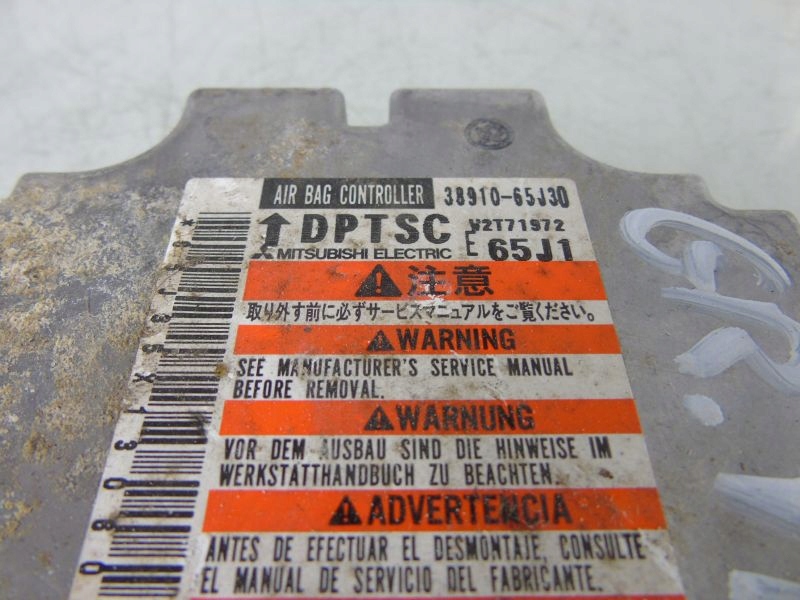 AIR BAG CONTROLLER 38910-65J30
DPTSC W2T71972
MITSUBISHI ELECTRIC E 65J1
注意
取り外す前に必ずサービスマニュアルをご覧ください。
WARNING
SEE MANUFACTURER'S SERVICE MANUAL
BEFORE REMOVAL.
WARNUNG
VOR DEM AUSBAU SIND DIE HINWEISE IM
WERKSTATTHANDBUCH ZU BEACHTEN.
ADVERTENCIA
ANTES DE EFECTUAR EL DESMONTAJE, CONSULTE
EL MANUAL DE SERVICIO DEL FABRICANTE.